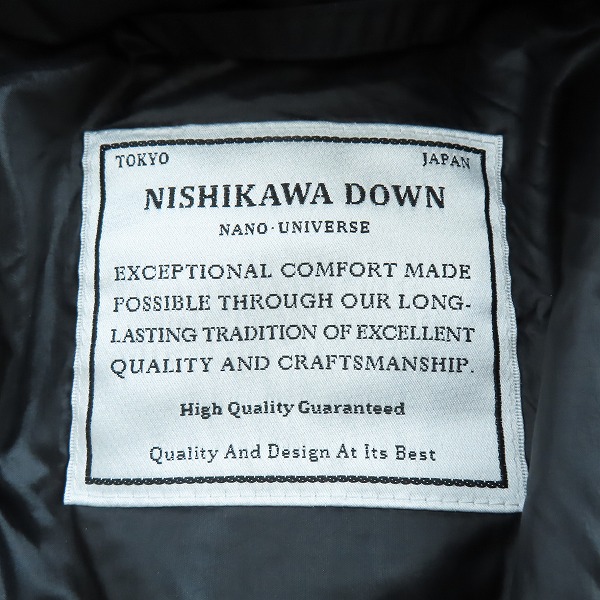 TOKYO JAPAN
NISHIKAWA DOWN
NANO·UNIVERSE
EXCEPTIONAL COMFORT MADE
POSSIBLE THROUGH OUR LONG-
LASTING TRADITION OF EXCELLENT
QUALITY AND CRAFTSMANSHIP.
High Quality Guaranteed
Quality And Design At Its Best